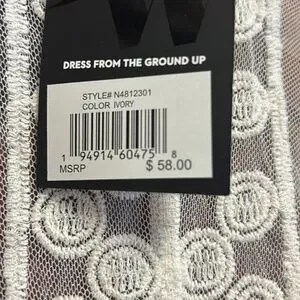 DRESS FROM THE GROUND UP
STYLE# N4812301
COLOR IVORY
1 94914 60475 8
MSRP $ 58.00